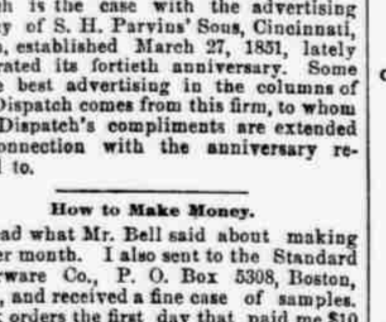 is the case with the advertising
y of S. H. Parvins' Sons, Cincinnati,
, established March 27, 1851, lately
rated its fortieth anniversary. Some
e best advertising in the columns of
Dispatch comes from this firm, to whom
Dispatch's compliments are extended
onnection with the anniversary re-
l to.
How to Make Money.
ad what Mr. Bell said about making
er month. I also sent to the Standard
rware Co., P. O. Box 5308, Boston,
, and received a fine case of samples.
orders the first day that paid me $10